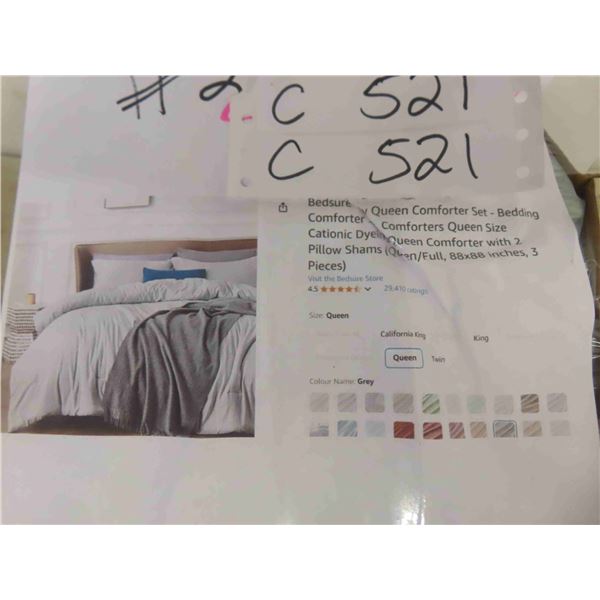 # 2
C 521
C 521
Bedsure Queen Comforter Set - Bedding
Comforter Comforters Queen Size
Cationic Dyei Queen Comforter with 2
Pillow Shams (Queen/Full, 88x88 inches, 3
Pieces)
Visit the Bedsure Store
4.5 29,410 ratings
Size: Queen
California King King
Queen Twin
Colour Name: Grey